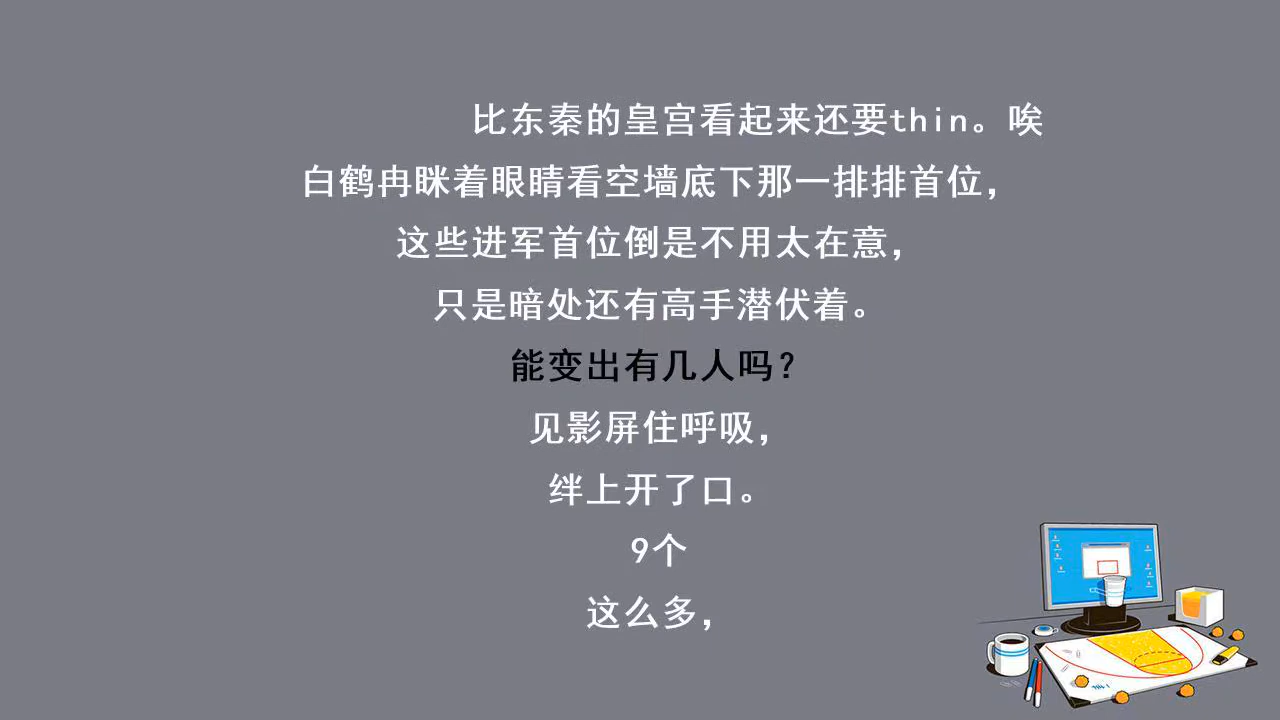 比东秦的皇宫看起来还要thin。唉
白鹤冉眯着眼睛看空墙底下那一排排首位，
这些进军首位倒是不用太在意，
只是暗处还有高手潜伏着。
能变出有几人吗？
见影屏住呼吸，
绊上开了口。
9个
这么多，